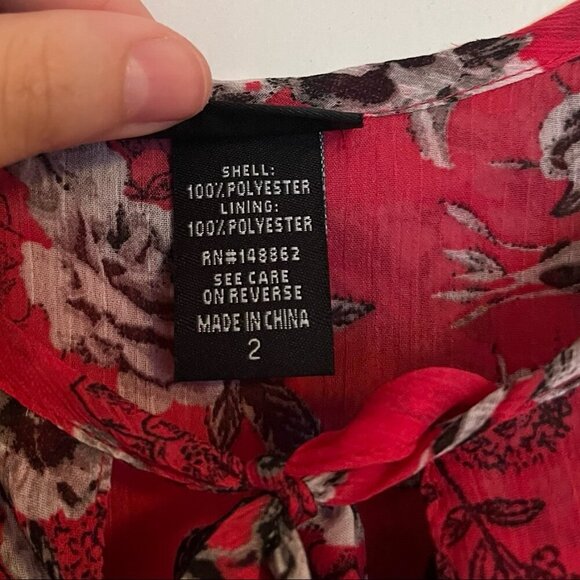 SHELL:
100% POLYESTER
LINING:
100% POLYESTER
RN#148862
SEE CARE
ON REVERSE
MADE IN CHINA
2